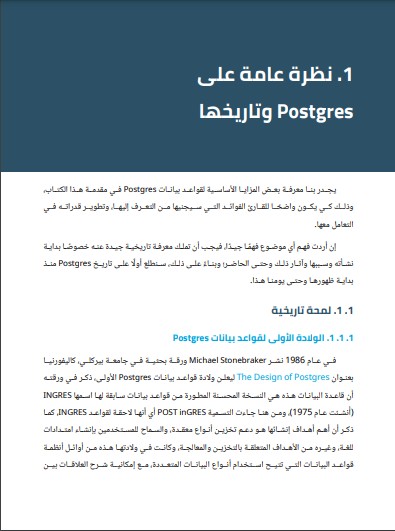 1. نظرة عامة على
Postgres وتاريخها
يجدر بنا معرفة بعض المزايا الأساسية لقواعد بيانات Postgres في مقدمة هذا الكتاب،
وذلك كي يكون واضحًا للقارئ الفوائد التي سيجنيها من التعرف إليها، وتطوير قدراته في
التعامل معها.
إن أردت فهم أي موضوع فهمًا جيدًا، فيجب أن تملك معرفة تاريخية جيدة عنه خصوصًا بداية
نشأته وسببها وآثار ذلك وحتى الحاضر؛ وبناءً على ذلك، سنطلع أولًا على تاريخ Postgres منذ
بداية ظهورها وحتى يومنا هذا.
1. 1. لمحة تاريخية
1. 1. 1. الولادة الأولى لقواعد بيانات Postgres
في عام 1986 نشر Michael Stonebraker ورقة بحثية في جامعة بيركلي، كاليفورنيا
بعنوان The Design of Postgres ليعلن ولادة قواعد بيانات Postgres الأولى، ذكر في ورقته
أن قاعدة البيانات هذه هي النسخة المحسنة المطورة من قواعد بيانات سابقة لها اسمها INGRES
(أنشئت عام 1975)، ومن هنا جاءت التسمية POST inGRES أي أنها لاحقة لقواعد INGRES، كما
ذكر أن أهم أهداف إنشائها هو دعم تخزين أنواع معقدة، والسماح للمستخدمين بإنشاء امتدادات
للغة، وغيره من الأهداف المتعلقة بالتخزين والمعالجة، وكانت في ولادتها هذه من أوائل أنظمة
قواعد البيانات التي تتيح استخدام أنواع البيانات المتعددة، مع إمكانية شرح العلاقات بين